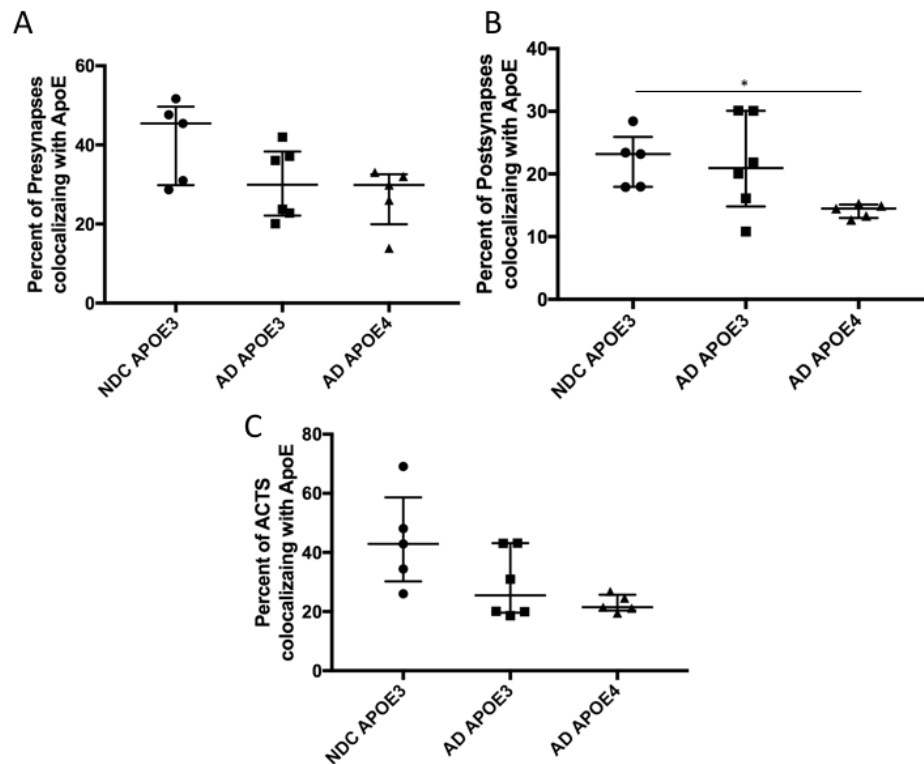 A
Percent of Presynapses
colocalizaing with ApoE
60
40
20
0
NDC APOE3
AD APOE3
AD APOE4
B
Percent of Postsynapses
colocalizaing with ApoE
40
30
20
10
0
*
NDC APOE3
AD APOE3
AD APOE4
C
Percent of ACTS
colocalizaing with ApoE
80
60
40
20
0
NDC APOE3
AD APOE3
AD APOE4